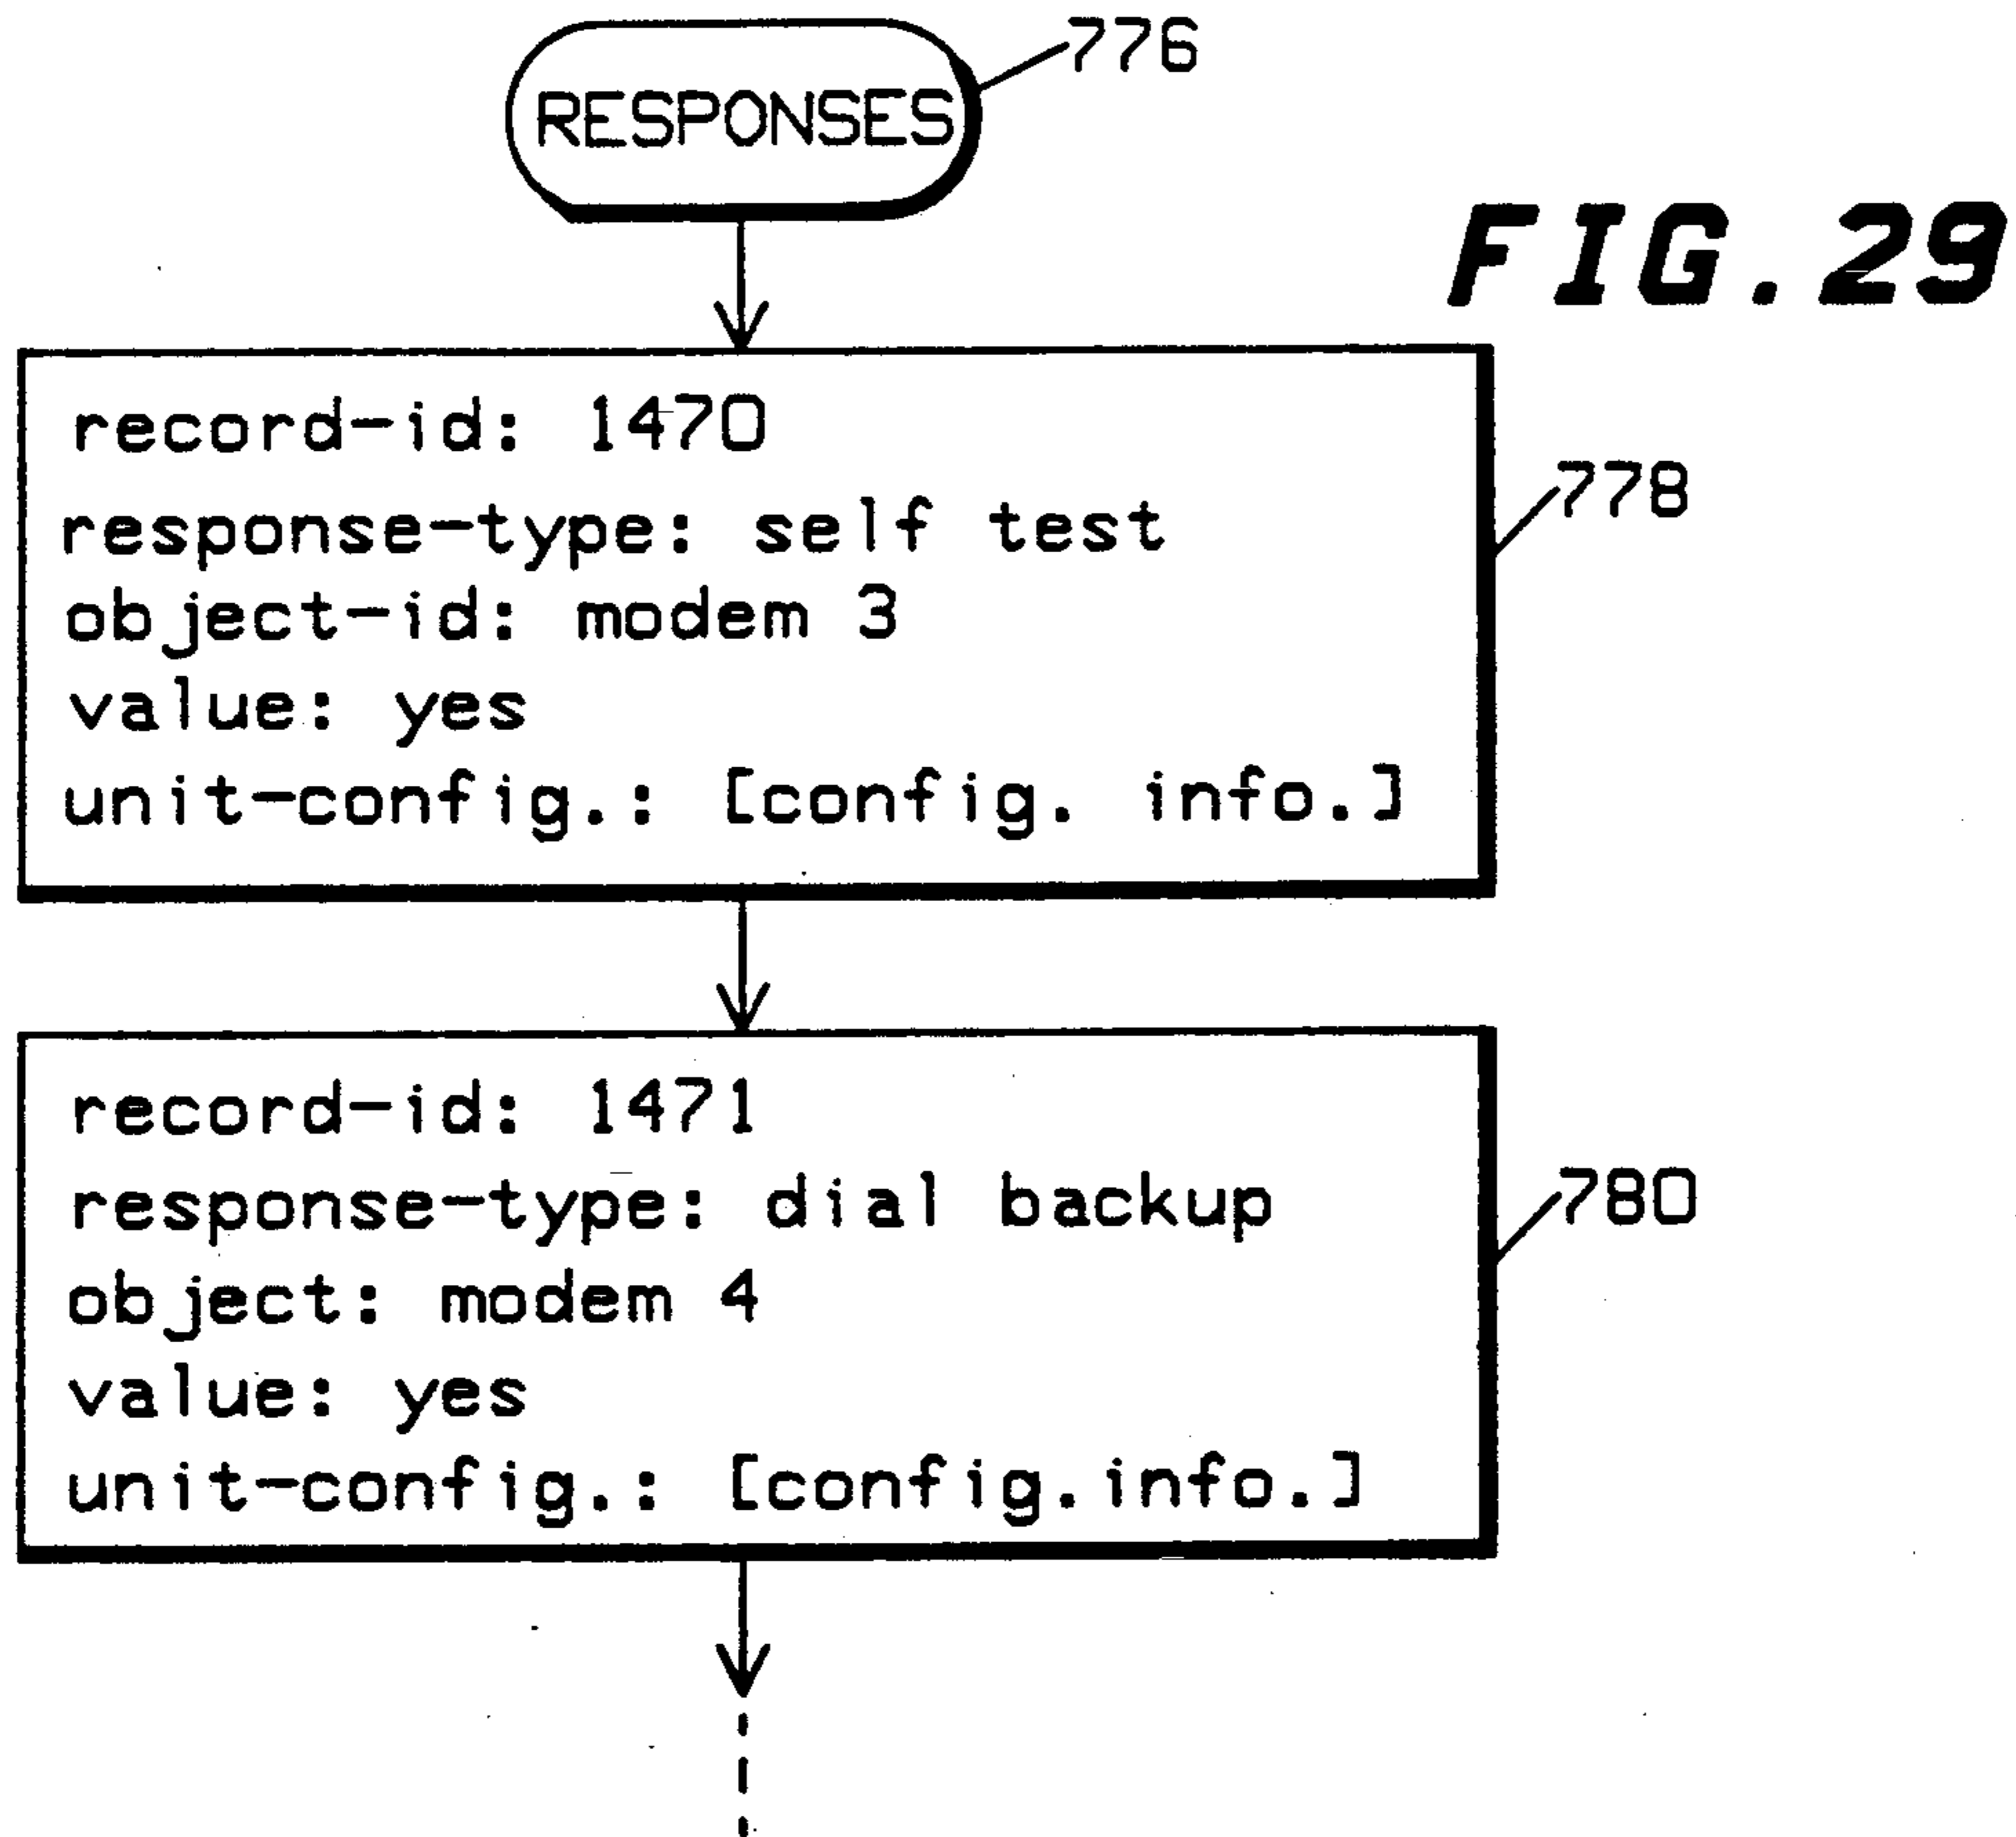 776
RESPONSES
FIG.29
record-id: 1470
response-type: self test
object-id: modem 3
value: yes
unit-config.: [config. info.]
778
record-id: 1471
response-type: dial backup
object: modem 4
value: yes
unit-config.: [config.info.]
780